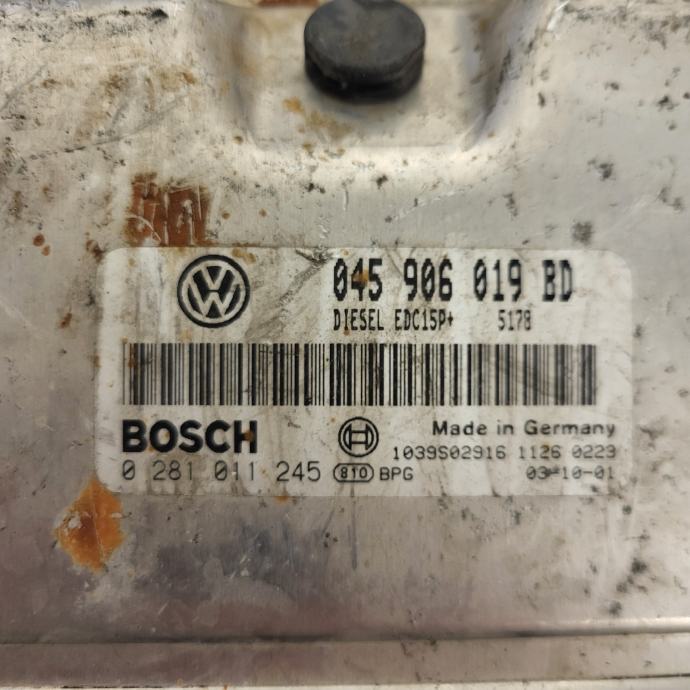 045 906 019 BD
DIESEL EDC15P+ 5178
BOSCH
Made in Germany
1039S02916 1126 0223
0 281 011 245 810 BPG 03-10-01